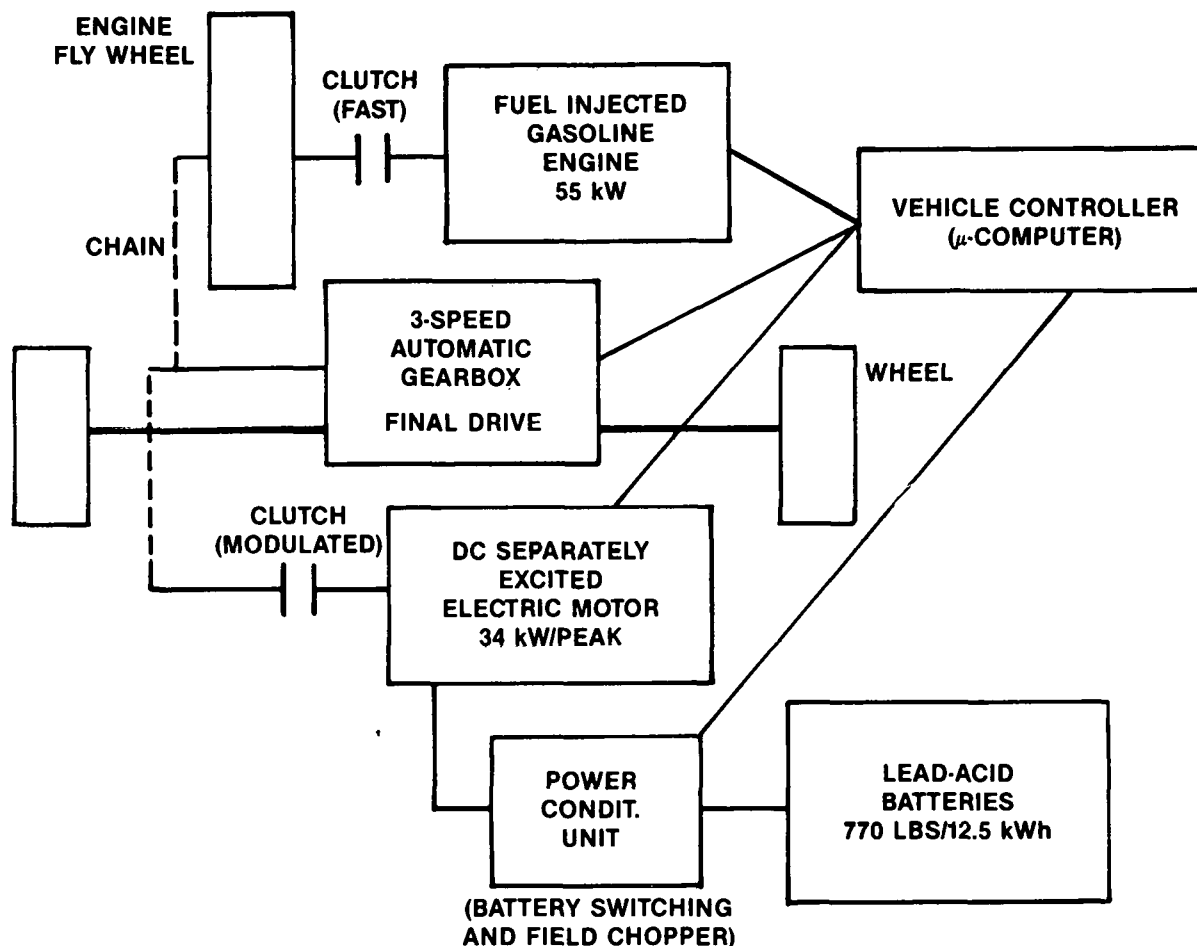 ENGINE
FLY WHEEL
CLUTCH
(FAST)
FUEL INJECTED
GASOLINE
ENGINE
55 kW
VEHICLE CONTROLLER
(μ-COMPUTER)
CHAIN
3-SPEED
AUTOMATIC
GEARBOX
FINAL DRIVE
WHEEL
CLUTCH
(MODULATED)
DC SEPARATELY
EXCITED
ELECTRIC MOTOR
34 kW/PEAK
POWER
CONDIT.
UNIT
LEAD-ACID
BATTERIES
770 LBS/12.5 kWh
(BATTERY SWITCHING
AND FIELD CHOPPER)